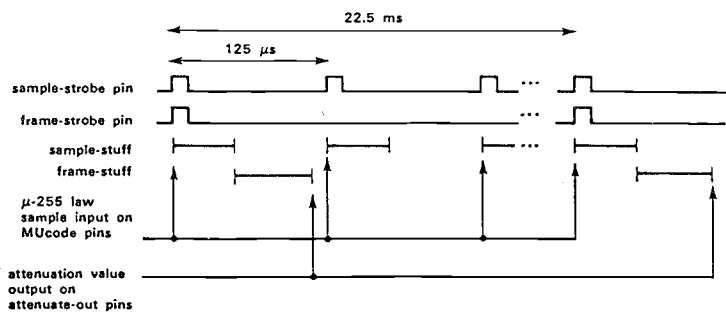 22.5 ms
125 μs
sample-strobe pin
...
frame-strobe pin
...
sample-stuff
...
frame-stuff
μ-255 law
sample input on
MUcode pins
attenuation value
output on
attenuate-out pins